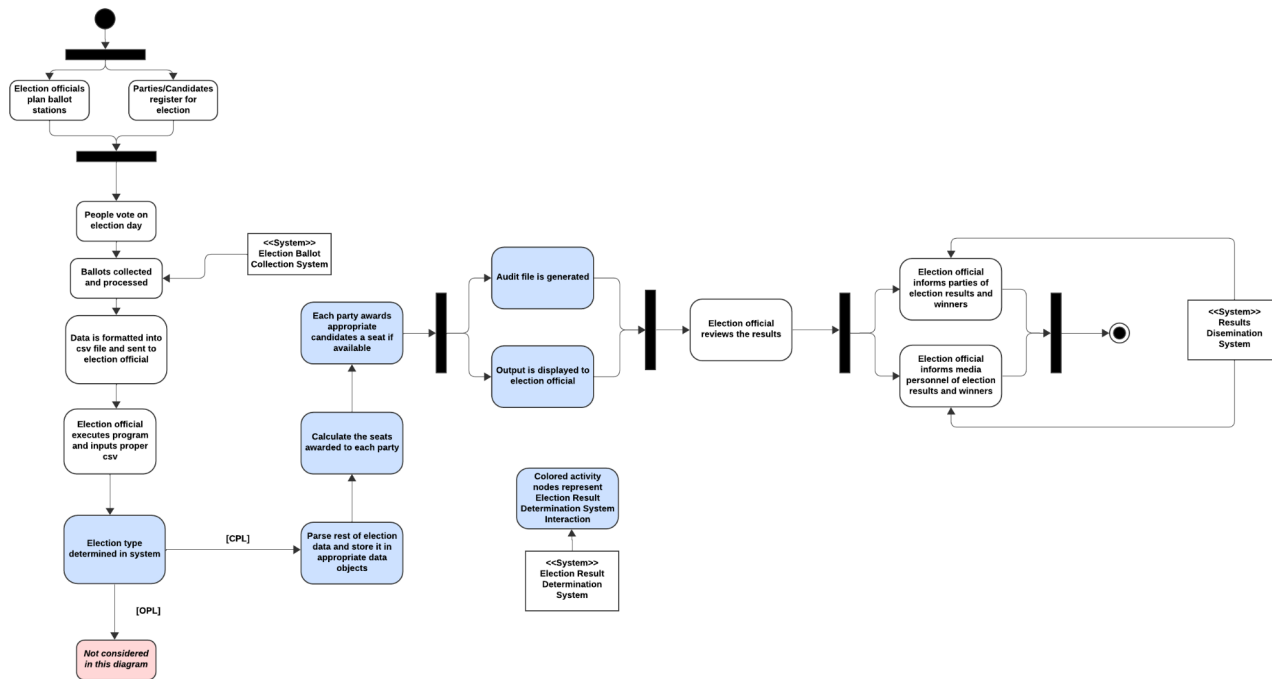 Election officials
plan ballot
stations
Parties/Candidates
register for
election
People vote on
election day
<<System>>
Election Ballot
Collection System
Ballots collected
and processed
Data is formatted into
csv file and sent to
election official
Election official
executes program
and inputs proper
csv
Election type
determined in system
[CPL]
[OPL]
Not considered
in this diagram
Parse rest of election
data and store it in
appropriate data
objects
Calculate the seats
awarded to each party
Each party awards
appropriate
candidates a seat if
available
Audit file is generated
Output is displayed to
election official
Colored activity
nodes represent
Election Result
Determination System
Interaction
<<System>>
Election Result
Determination
System
Election official
reviews the results
Election official
informs parties of
election results and
winners
Election official
informs media
personnel of election
results and winners
<<System>>
Results
Disemination
System